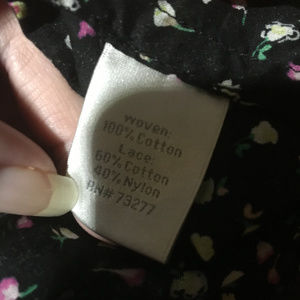 Woven:
100% Cotton
Lace:
60% Cotton
40% Nylon
RN# 73277